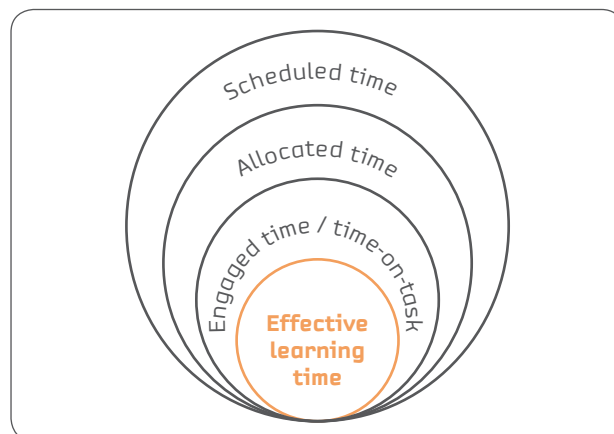 Scheduled time
Allocated time
Engaged time / time-on-task
Effective
learning
time